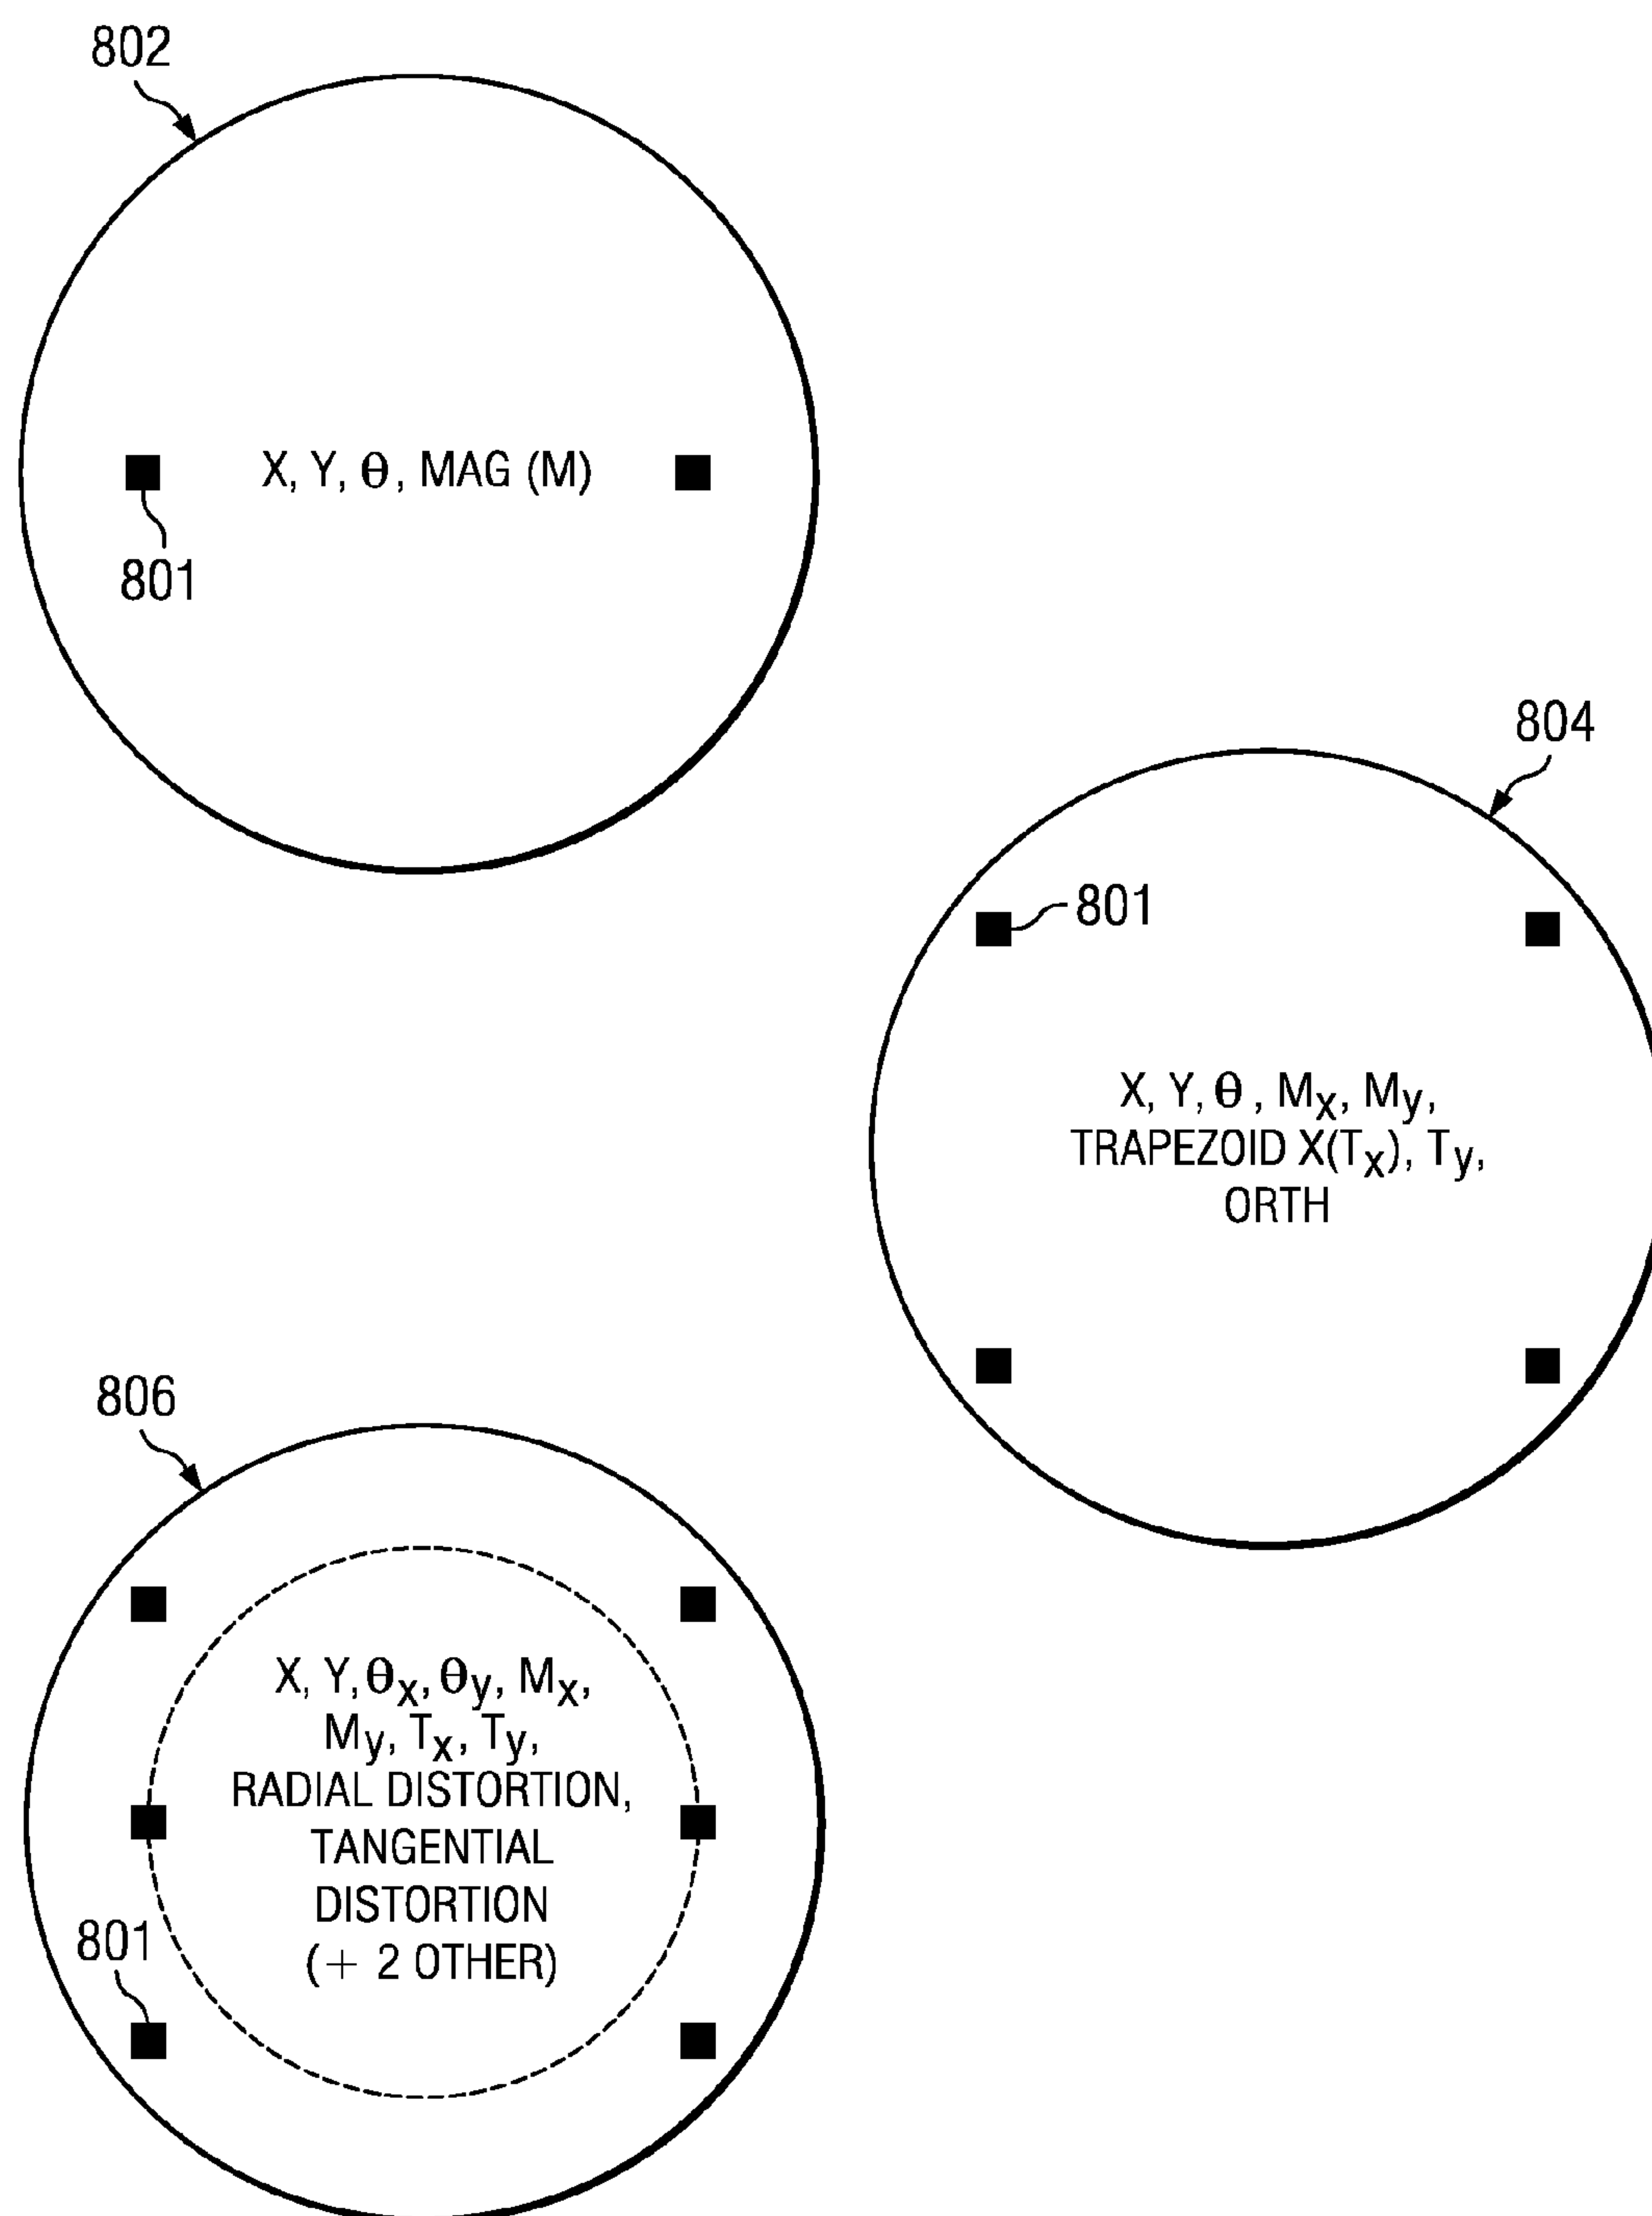 802
X, Y, θ, MAG (M)
801
804
801
X, Y, θ, Mx, My,
TRAPEZOID X(Tx), Ty,
ORTH
806
X, Y, θx, θy, Mx,
My, Tx, Ty,
RADIAL DISTORTION,
TANGENTIAL
DISTORTION
(+ 2 OTHER)
801